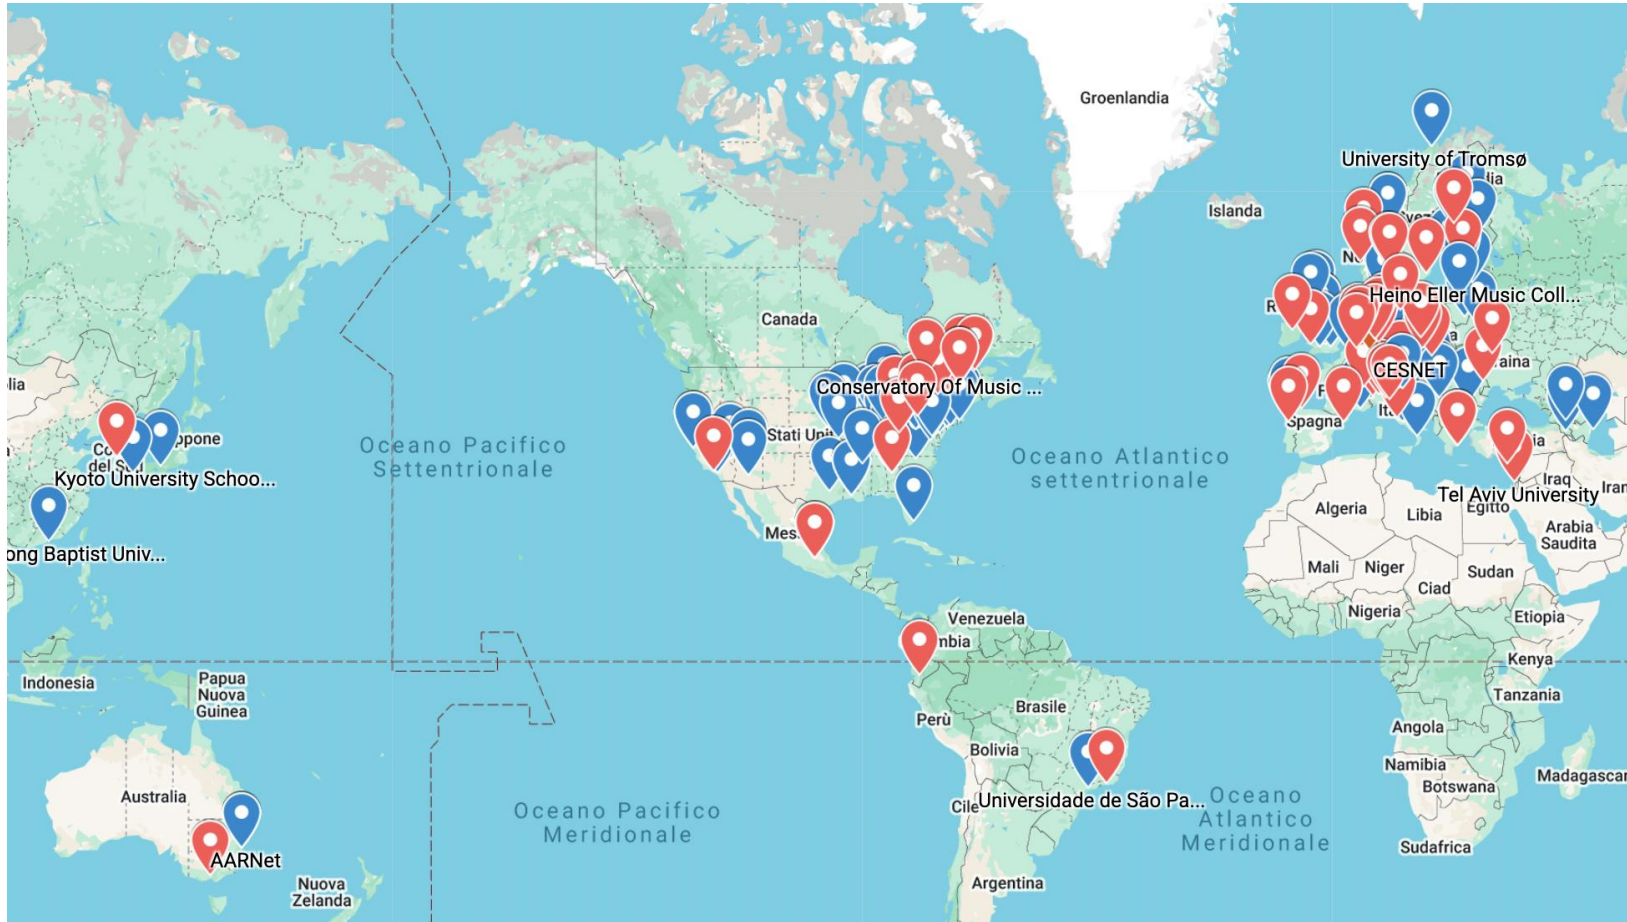 Groenlandia
University of Tromsø
Islanda
Canada
Heino Eller Music Coll...
CESNET
Conservatory Of Music ...
Stati Uni
Spagna
Oceano Pacifico
Settentrionale
Oceano Atlantico
settentrionale
ppone
Kyoto University Schoo...
Tel Aviv University
ong Baptist Univ...
Mes
Algeria
Libia
Egitto
Iraq
Iran
Arabia
Saudita
Mali
Niger
Ciad
Sudan
Nigeria
Etiopia
Venezuela
mbia
Kenya
Indonesia
Papua
Nuova
Guinea
Tanzania
Perù
Brasile
Angola
Bolivia
Namibia
Botswana
Madagascar
Australia
Cile
Universidade de São Pa...
Oceano Pacifico
Meridionale
Oceano
Atlantico
Meridionale
AARNet
Sudafrica
Nuova
Zelanda
Argentina